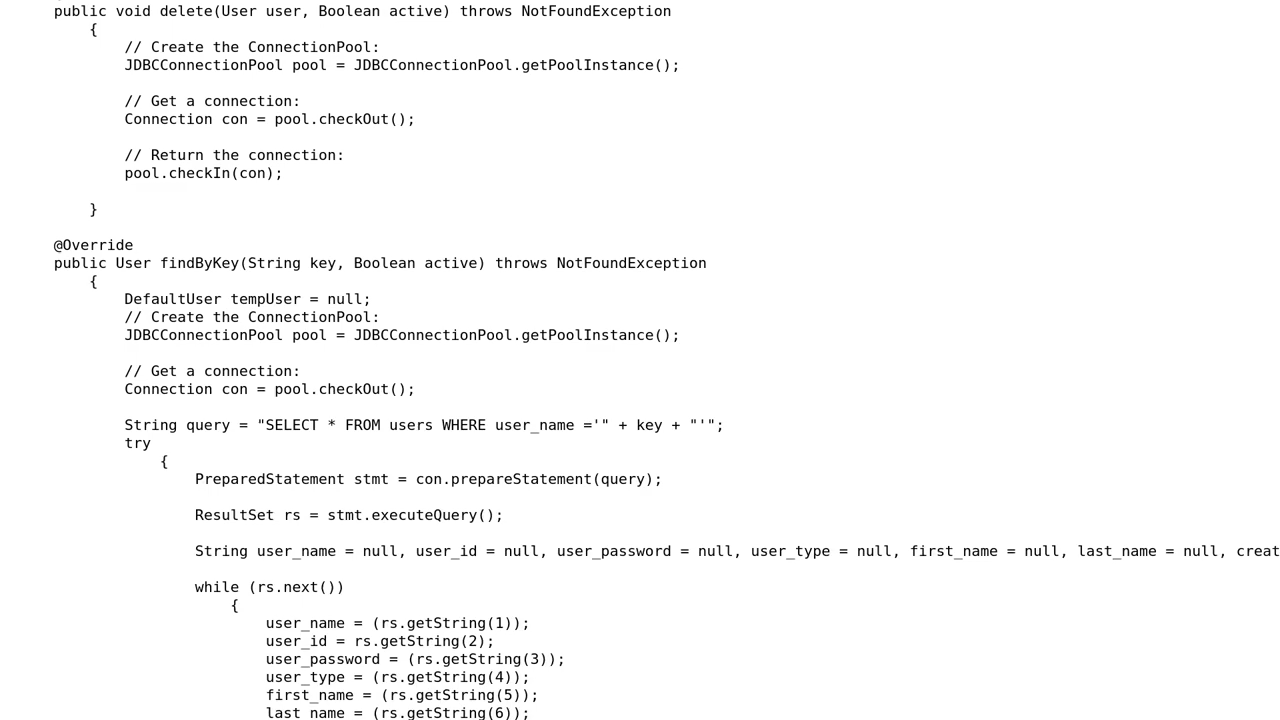 public void delete(User user, Boolean active) throws NotFoundException
{
// Create the ConnectionPool:
JDBCConnectionPool pool = JDBCConnectionPool.getPoolInstance();
// Get a connection:
Connection con = pool.checkOut();
// Return the connection:
pool.checkIn(con);
}
@Override
public User findByKey(String key, Boolean active) throws NotFoundException
{
DefaultUser tempUser = null;
// Create the ConnectionPool:
JDBCConnectionPool pool = JDBCConnectionPool.getPoolInstance();
// Get a connection:
Connection con = pool.checkOut();
String query = "SELECT * FROM users WHERE user_name ='" + key + "'";
try
{
PreparedStatement stmt = con.prepareStatement(query);
ResultSet rs = stmt.executeQuery();
String user_name = null, user_id = null, user_password = null, user_type = null, first_name = null, last_name = null, creat
while (rs.next())
{
user_name = (rs.getString(1));
user_id = rs.getString(2);
user_password = (rs.getString(3));
user_type = (rs.getString(4));
first_name = (rs.getString(5));
last_name = (rs.getString(6));